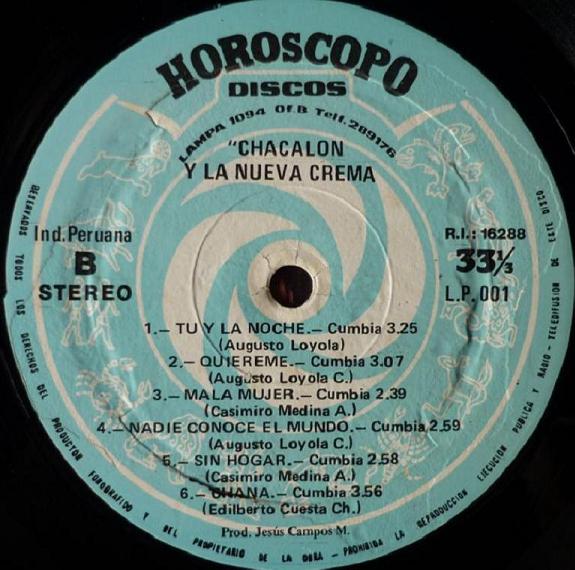 HOROSCOPO
DISCOS
LAMPA 1094 Of.B Telf. 289176
"CHACALON
Y LA NUEVA CREMA
Ind. Peruana
B
STEREO
R.I.: 16288
33⅓
L.P. 001
1.— TU Y LA NOCHE.— Cumbia 3.25
(Augusto Loyola)
2.— QUIEREME.— Cumbia 3.07
(Augusto Loyola C.)
3.— MALA MUJER.— Cumbia 2.39
(Casimiro Medina A.)
4.— NADIE CONOCE EL MUNDO.— Cumbia 2.59
(Augusto Loyola C.)
5.— SIN HOGAR.— Cumbia 2.58
(Casimiro Medina A.)
6.— CHANA.— Cumbia 3.56
(Edilberto Cuesta Ch.)
Prod. Jesús Campos M.
RESERVADOS TODOS LOS DERECHOS DEL PRODUCTOR FONOGRAFICO Y DEL PROPIETARIO DE LA OBRA – PROHIBIDA LA REPRODUCCION EJECUCION PUBLICA Y RADIO – TELEDIFUSION DE ESTE DISCO